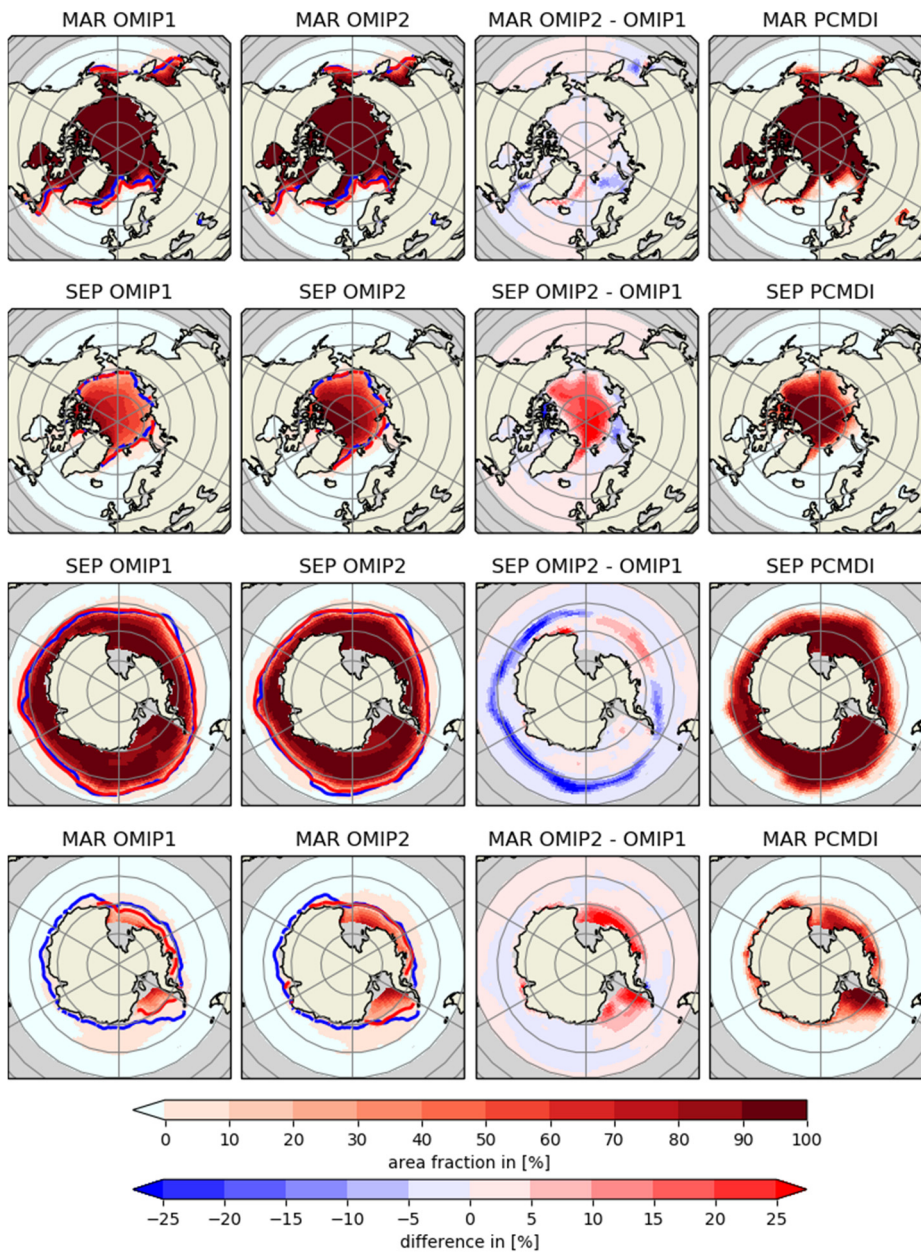 MAR OMIP1 MAR OMIP2 MAR OMIP2 - OMIP1 MAR PCMDI
SEP OMIP1 SEP OMIP2 SEP OMIP2 - OMIP1 SEP PCMDI
SEP OMIP1 SEP OMIP2 SEP OMIP2 - OMIP1 SEP PCMDI
MAR OMIP1 MAR OMIP2 MAR OMIP2 - OMIP1 MAR PCMDI
0 10 20 30 40 50 60 70 80 90 100
area fraction in [%]
−25 −20 −15 −10 −5 0 5 10 15 20 25
difference in [%]